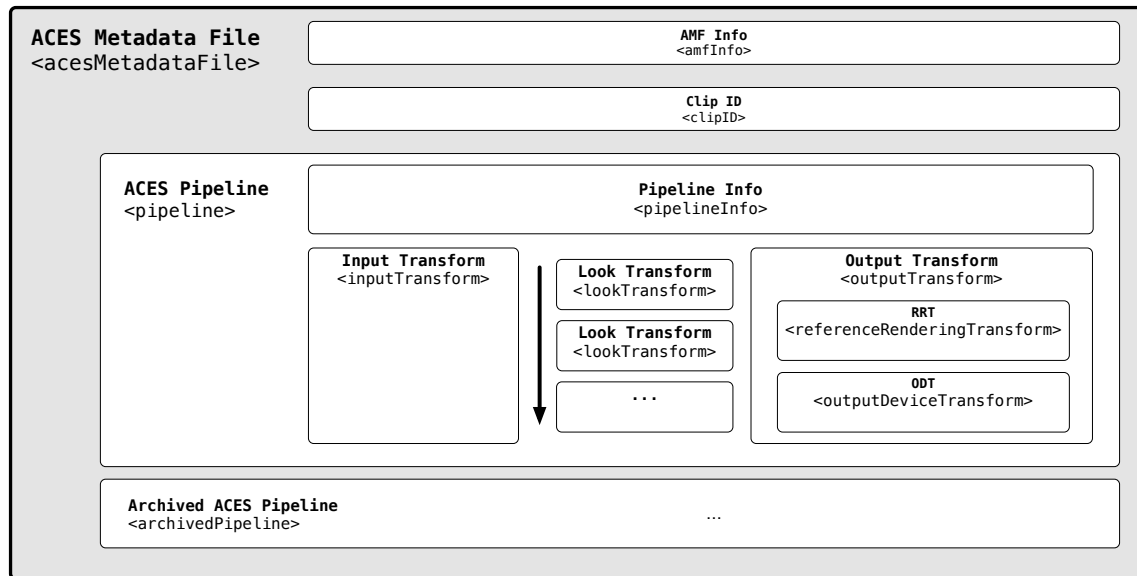 ACES Metadata File
<acesMetadataFile>
AMF Info
<amfInfo>
Clip ID
<clipID>
ACES Pipeline
<pipeline>
Pipeline Info
<pipelineInfo>
Input Transform
<inputTransform>
Look Transform
<lookTransform>
Look Transform
<lookTransform>
...
Output Transform
<outputTransform>
RRT
<referenceRenderingTransform>
ODT
<outputDeviceTransform>
Archived ACES Pipeline
<archivedPipeline>
...